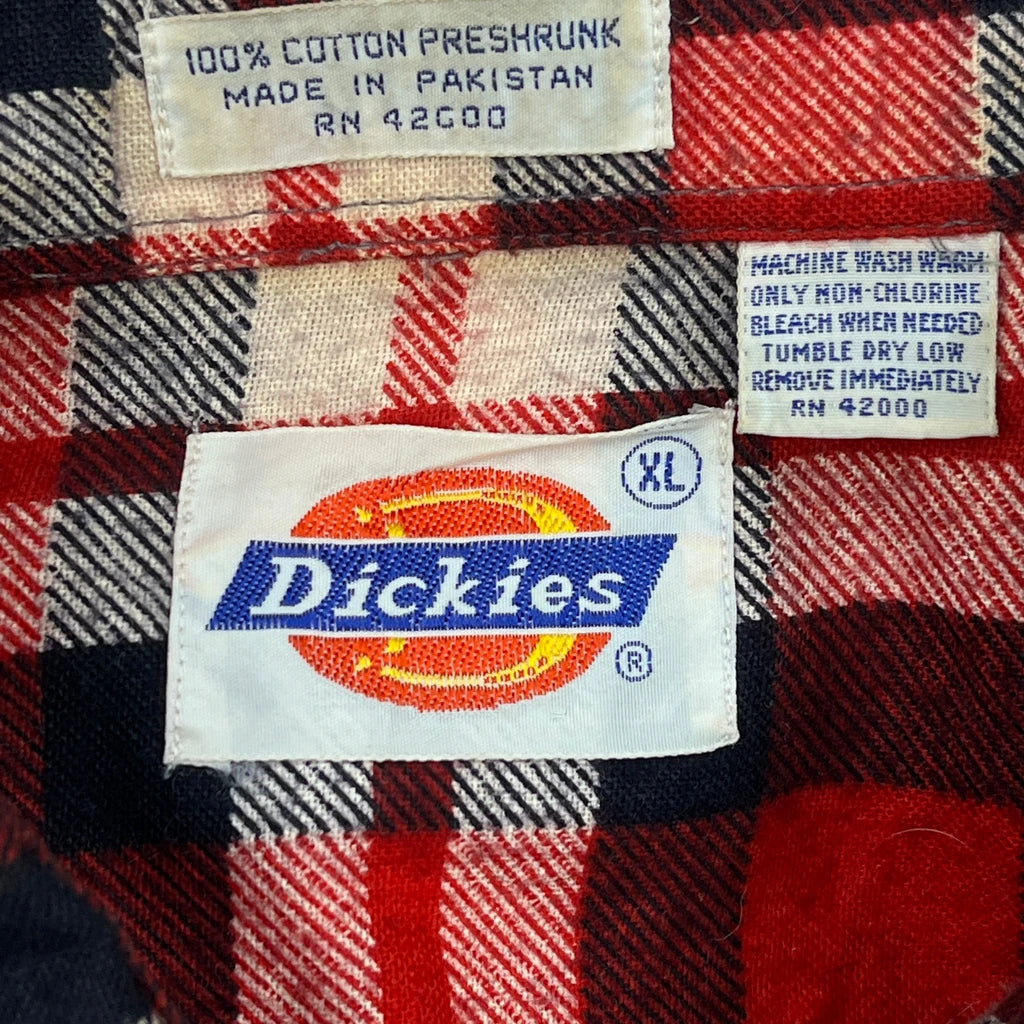 100% COTTON PRESHRUNK
MADE IN PAKISTAN
RN 42000
MACHINE WASH WARM
ONLY NON-CHLORINE
BLEACH WHEN NEEDED
TUMBLE DRY LOW
REMOVE IMMEDIATELY
RN 42000
XL
Dickies
®